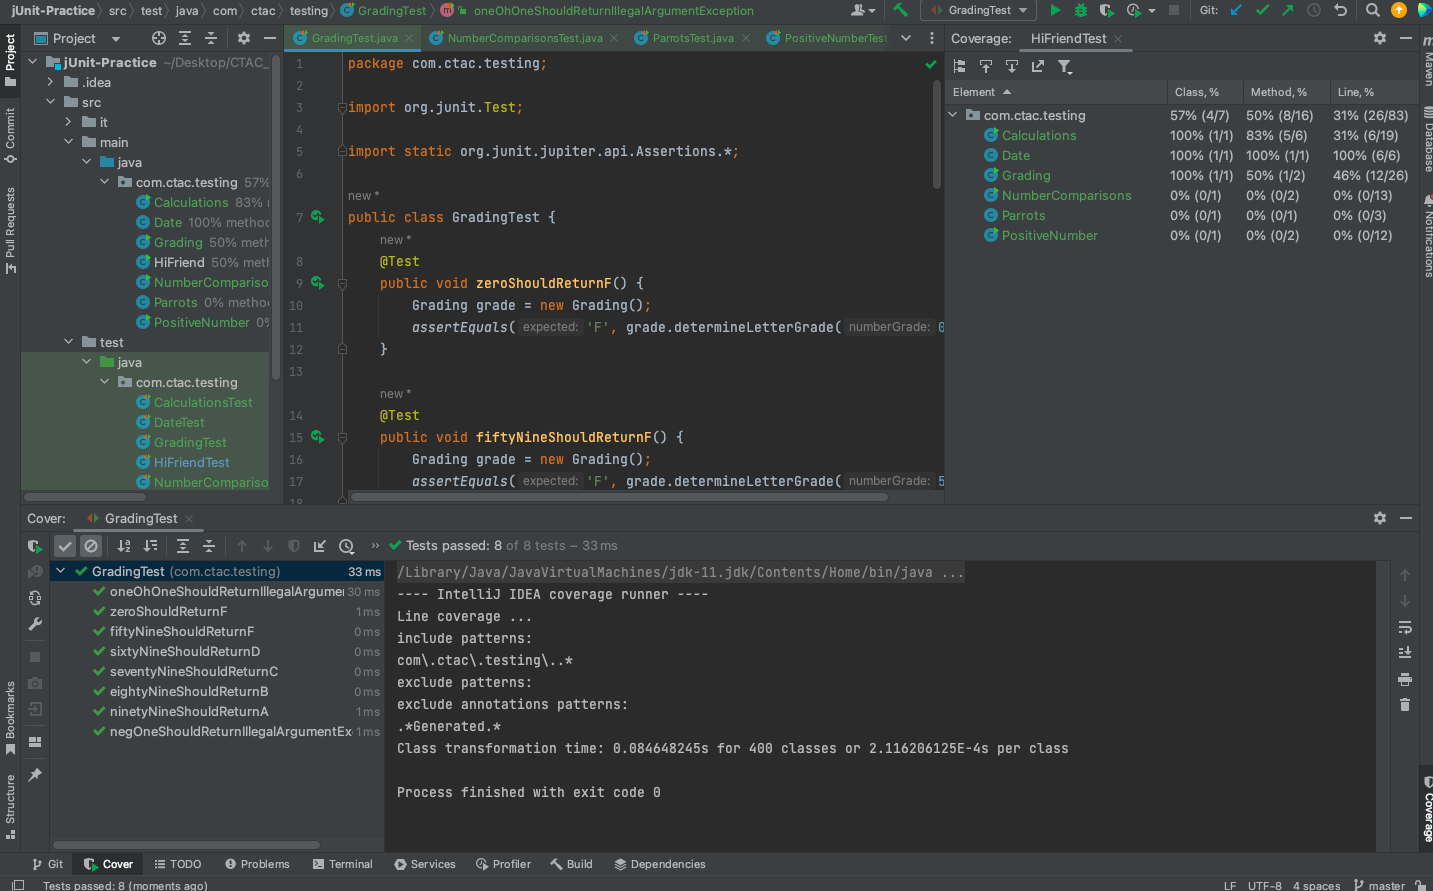 jUnit-Practice src test java com ctac testing GradingTest oneOhOneShouldReturnIllegalArgumentException GradingTest Git:
Project
Commit
Pull Requests
Bookmarks
Structure
Project
jUnit-Practice ~/Desktop/CTAC_
.idea
src
it
main
java
com.ctac.testing 57%
Calculations 83%
Date 100% method
Grading 50% meth
HiFriend 50% met
NumberCompariso
Parrots 0% metho
PositiveNumber 0%
test
java
com.ctac.testing
CalculationsTest
DateTest
GradingTest
HiFriendTest
NumberCompariso
GradingTest.java NumberComparisonsTest.java ParrotsTest.java PositiveNumberTest
1 package com.ctac.testing;
2
3 import org.junit.Test;
4
5 import static org.junit.jupiter.api.Assertions.*;
6
new *
7 public class GradingTest {
new *
8 @Test
9 public void zeroShouldReturnF() {
10 Grading grade = new Grading();
11 assertEquals( expected: 'F', grade.determineLetterGrade( numberGrade: 0
12 }
13
new *
14 @Test
15 public void fiftyNineShouldReturnF() {
16 Grading grade = new Grading();
17 assertEquals( expected: 'F', grade.determineLetterGrade( numberGrade: 5
18
Coverage: HiFriendTest
Element Class, % Method, % Line, %
com.ctac.testing 57% (4/7) 50% (8/16) 31% (26/83)
Calculations 100% (1/1) 83% (5/6) 31% (6/19)
Date 100% (1/1) 100% (1/1) 100% (6/6)
Grading 100% (1/1) 50% (1/2) 46% (12/26)
NumberComparisons 0% (0/1) 0% (0/2) 0% (0/13)
Parrots 0% (0/1) 0% (0/1) 0% (0/3)
PositiveNumber 0% (0/1) 0% (0/2) 0% (0/12)
Maven
Database
Notifications
Coverage
Cover: GradingTest
Tests passed: 8 of 8 tests – 33 ms
GradingTest (com.ctac.testing) 33 ms
oneOhOneShouldReturnIllegalArgumer 30 ms
zeroShouldReturnF 1 ms
fiftyNineShouldReturnF 0 ms
sixtyNineShouldReturnD 0 ms
seventyNineShouldReturnC 0 ms
eightyNineShouldReturnB 0 ms
ninetyNineShouldReturnA 1 ms
negOneShouldReturnIllegalArgumentEx 1 ms
/Library/Java/JavaVirtualMachines/jdk-11.jdk/Contents/Home/bin/java ...
---- IntelliJ IDEA coverage runner ----
Line coverage ...
include patterns:
com\.ctac\.testing\..*
exclude patterns:
exclude annotations patterns:
.*Generated.*
Class transformation time: 0.084648245s for 400 classes or 2.116206125E-4s per class
Process finished with exit code 0
Git Cover TODO Problems Terminal Services Profiler Build Dependencies
Tests passed: 8 (moments ago) LF UTF-8 4 spaces master